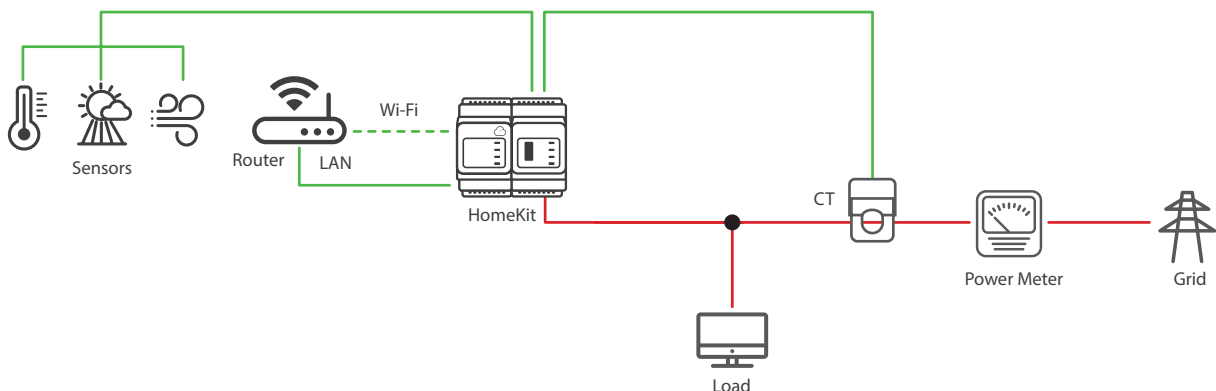 Wi-Fi
Sensors
Router
LAN
HomeKit
CT
Power Meter
Grid
Load